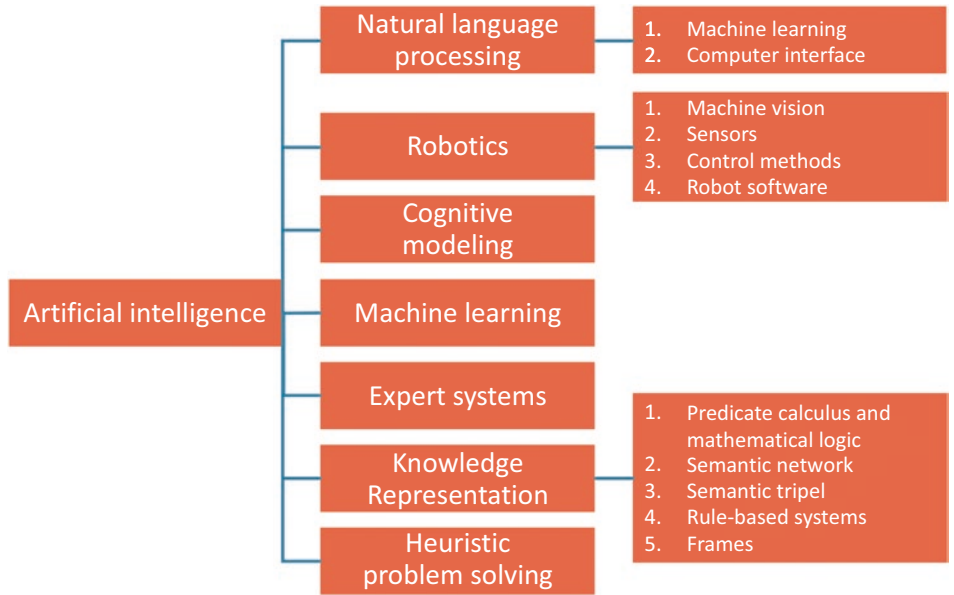 Artificial intelligence
Natural language
processing
1. Machine learning
2. Computer interface
Robotics
1. Machine vision
2. Sensors
3. Control methods
4. Robot software
Cognitive
modeling
Machine learning
Expert systems
Knowledge
Representation
1. Predicate calculus and
mathematical logic
2. Semantic network
3. Semantic tripel
4. Rule-based systems
5. Frames
Heuristic
problem solving